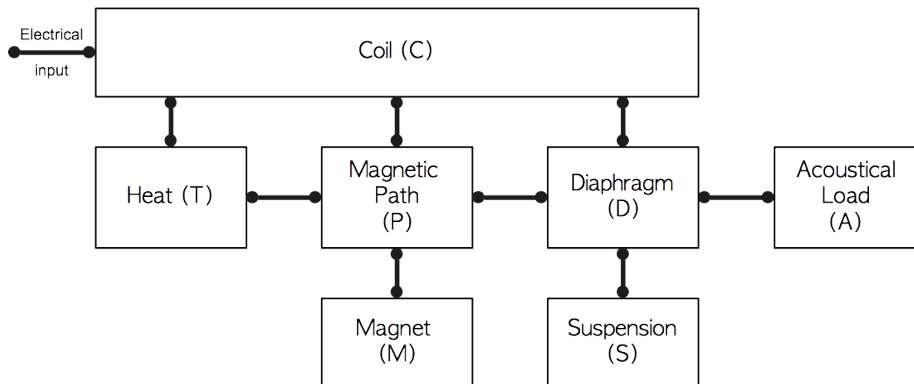 Electrical
input
Coil (C)
Heat (T)
Magnetic
Path
(P)
Diaphragm
(D)
Acoustical
Load
(A)
Magnet
(M)
Suspension
(S)